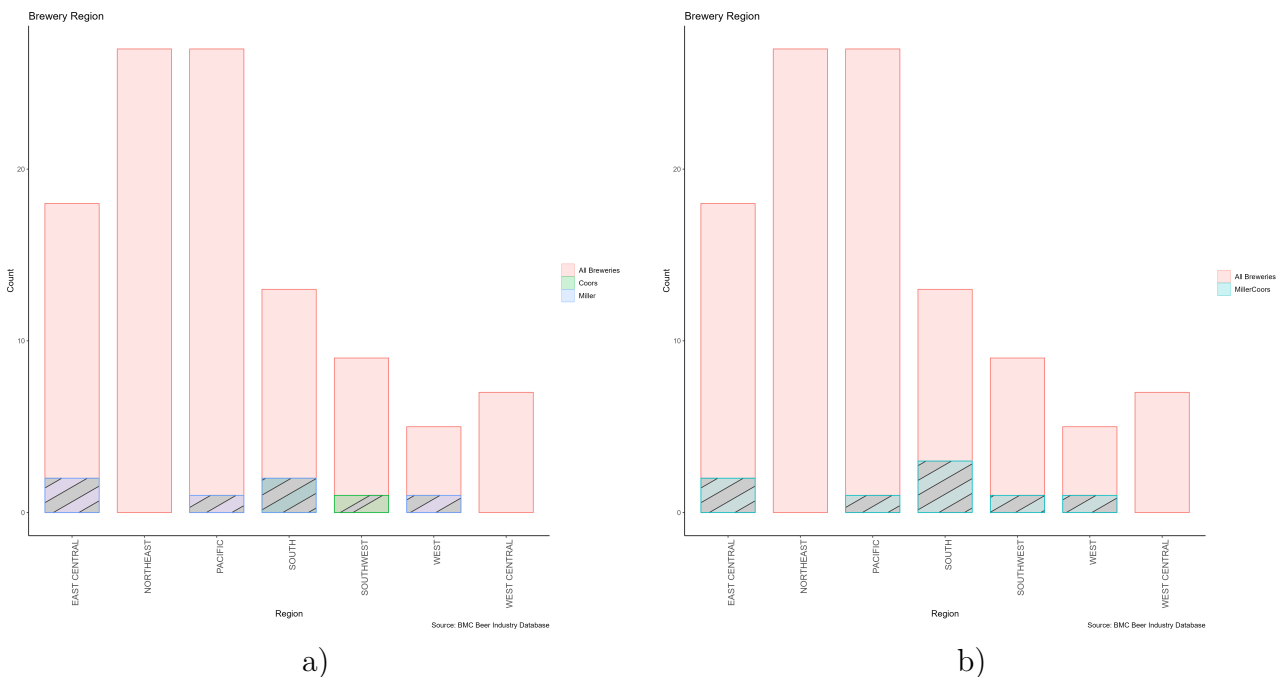 Brewery Region
Count
20
10
0
EAST CENTRAL
NORTHEAST
PACIFIC
SOUTH
SOUTHWEST
WEST
WEST CENTRAL
Region
Source: BMC Beer Industry Database
All Breweries
Coors
Miller
a)
Brewery Region
Count
20
10
0
EAST CENTRAL
NORTHEAST
PACIFIC
SOUTH
SOUTHWEST
WEST
WEST CENTRAL
Region
Source: BMC Beer Industry Database
All Breweries
MillerCoors
b)